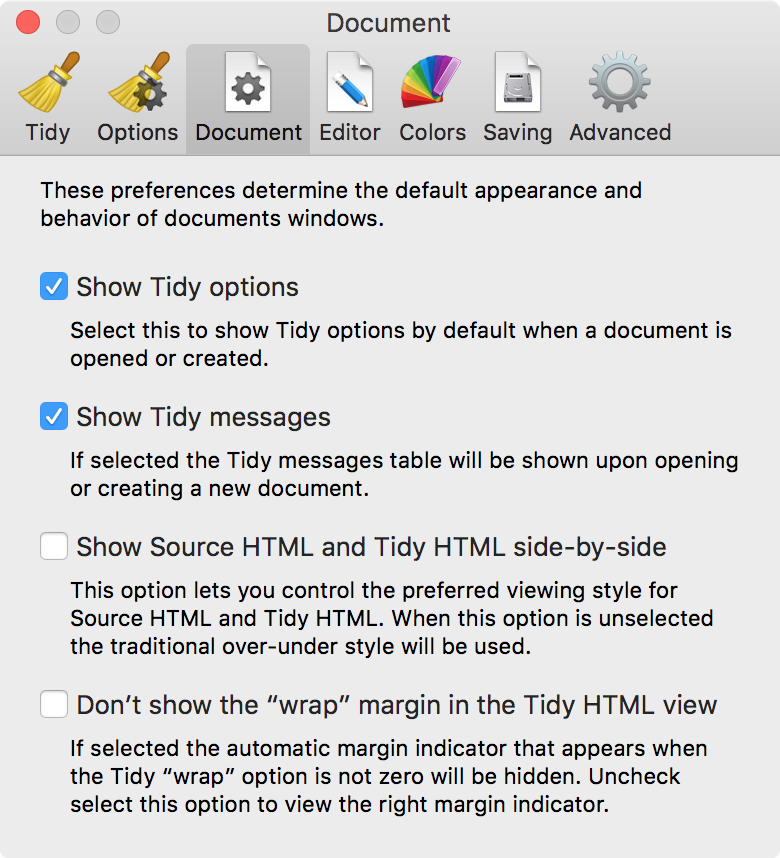 Document
Tidy Options Document Editor Colors Saving Advanced
These preferences determine the default appearance and
behavior of documents windows.
Show Tidy options
Select this to show Tidy options by default when a document is
opened or created.
Show Tidy messages
If selected the Tidy messages table will be shown upon opening
or creating a new document.
Show Source HTML and Tidy HTML side-by-side
This option lets you control the preferred viewing style for
Source HTML and Tidy HTML. When this option is unselected
the traditional over-under style will be used.
Don’t show the “wrap” margin in the Tidy HTML view
If selected the automatic margin indicator that appears when
the Tidy “wrap” option is not zero will be hidden. Uncheck
select this option to view the right margin indicator.